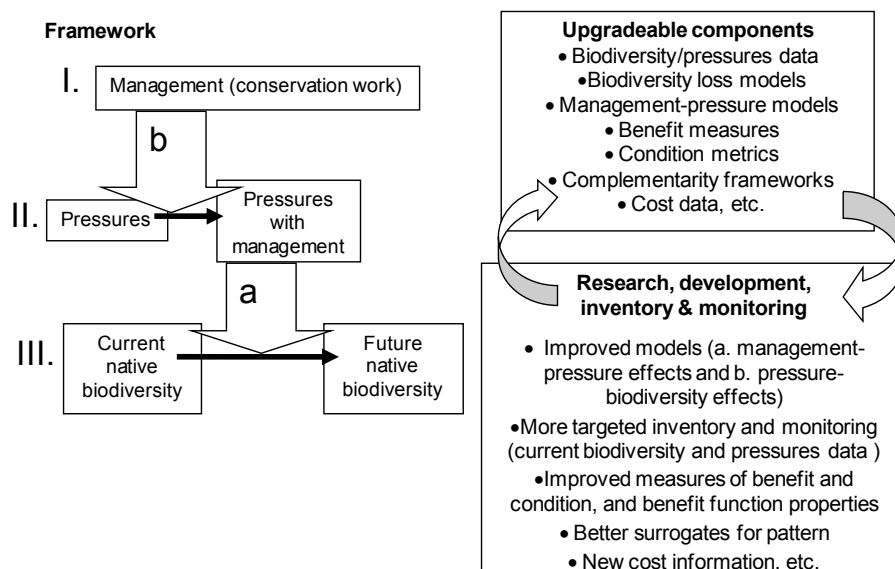 Framework
I.
Management (conservation work)
b
II.
Pressures
Pressures
with
management
a
III.
Current
native
biodiversity
Future
native
biodiversity
Upgradeable components
• Biodiversity/pressures data
•Biodiversity loss models
• Management-pressure models
• Benefit measures
• Condition metrics
• Complementarity frameworks
• Cost data, etc.
Research, development,
inventory & monitoring
• Improved models (a. management-
pressure effects and b. pressure-
biodiversity effects)
•More targeted inventory and monitoring
(current biodiversity and pressures data )
•Improved measures of benefit and
condition, and benefit function properties
• Better surrogates for pattern
• New cost information, etc.